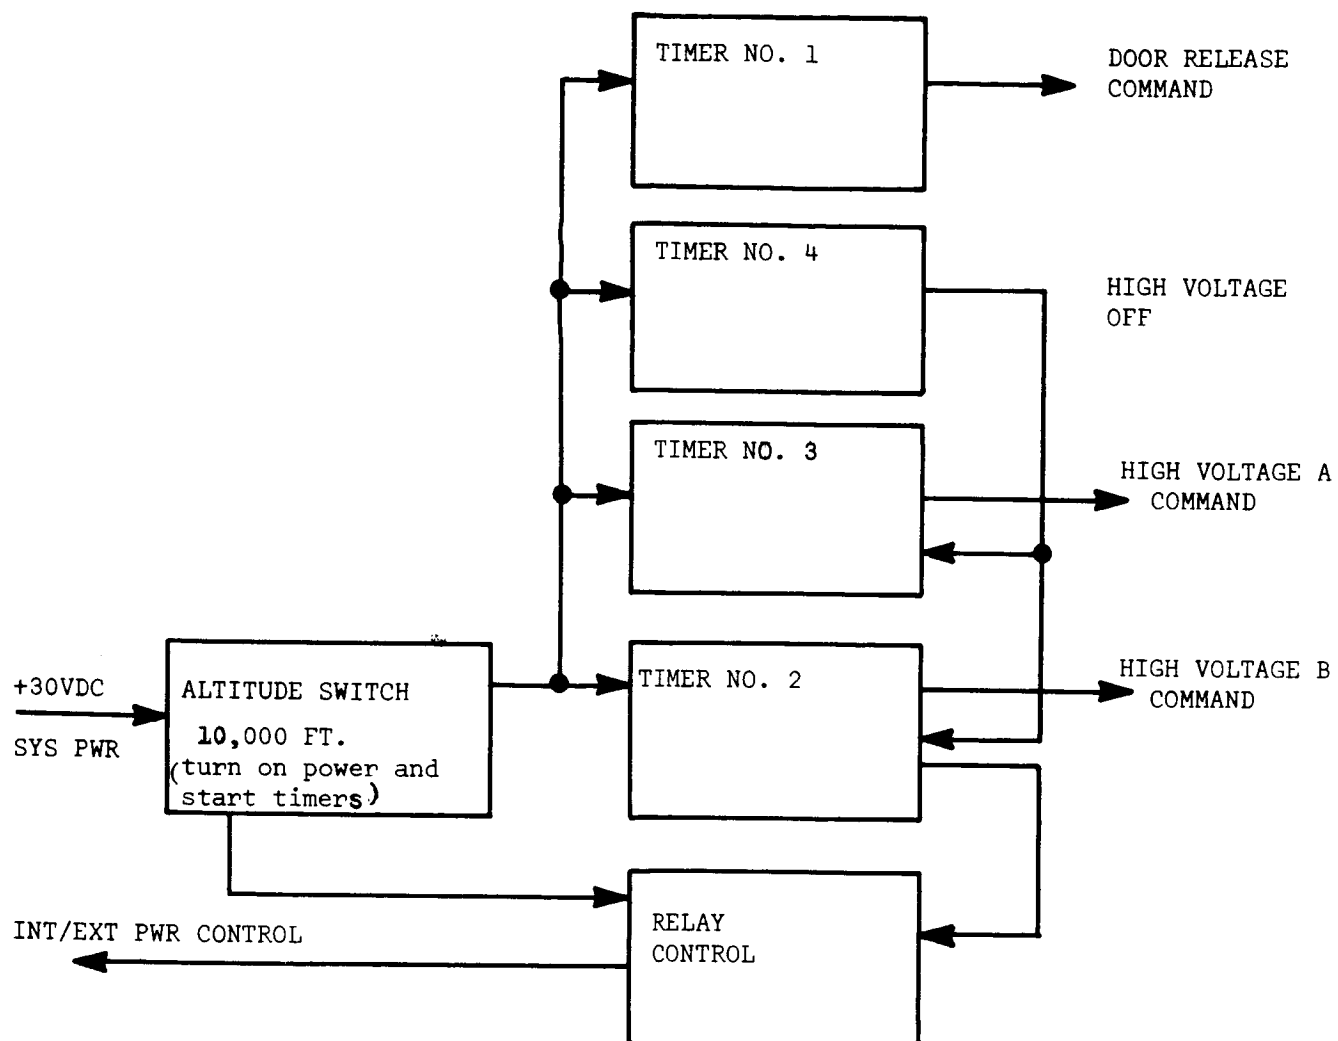 TIMER NO. 1
DOOR RELEASE
COMMAND
TIMER NO. 4
HIGH VOLTAGE
OFF
TIMER NO. 3
HIGH VOLTAGE A
COMMAND
TIMER NO. 2
HIGH VOLTAGE B
COMMAND
+30VDC
SYS PWR
ALTITUDE SWITCH
10,000 FT.
(turn on power and
start timers)
RELAY
CONTROL
INT/EXT PWR CONTROL